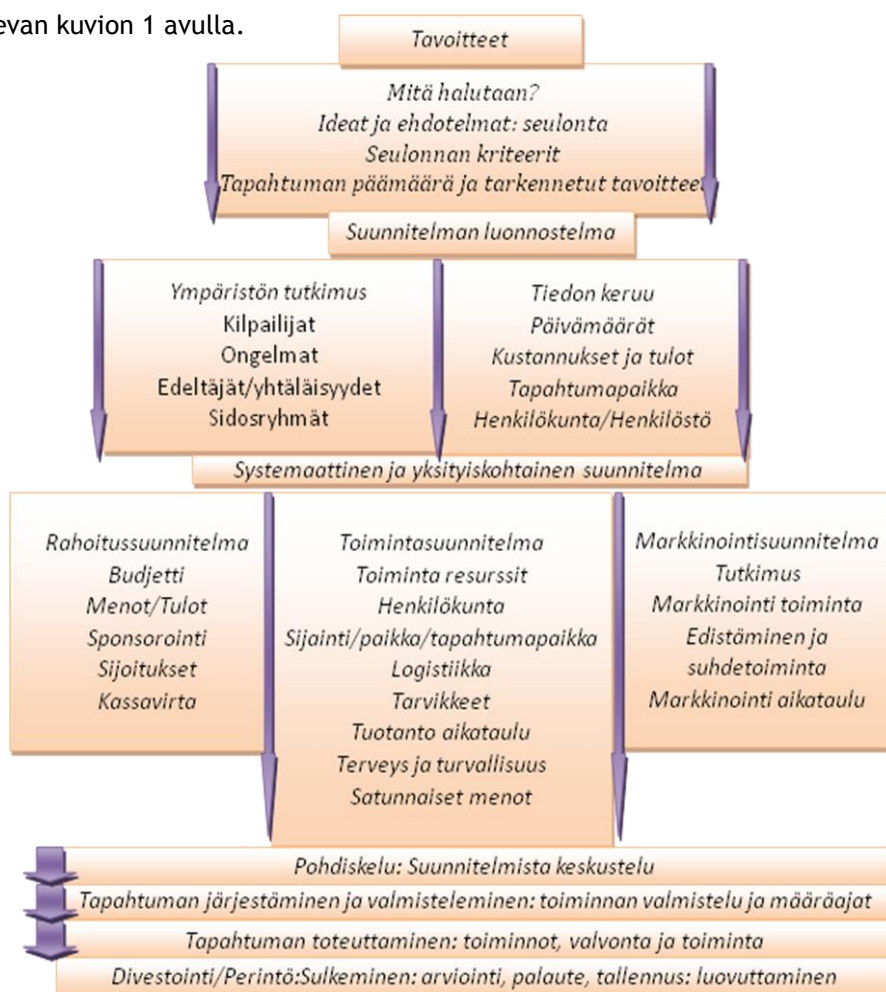 evan kuvion 1 avulla.
Tavoitteet
Mitä halutaan?
Ideat ja ehdotelmat: seulonta
Seulonnan kriteerit
Tapahtuman päämäärä ja tarkennetut tavoitteet
Suunnitelman luonnostelma
Ympäristön tutkimus
Kilpailijat
Ongelmat
Edeltäjät/yhtäläisyydet
Sidosryhmät
Tiedon keruu
Päivämäärät
Kustannukset ja tulot
Tapahtumapaikka
Henkilökunta/Henkilöstö
Systemaattinen ja yksityiskohtainen suunnitelma
Rahoitussuunnitelma
Budjetti
Menot/Tulot
Sponsorointi
Sijoitukset
Kassavirta
Toimintasuunnitelma
Toiminta resurssit
Henkilökunta
Sijainti/paikka/tapahtumapaikka
Logistiikka
Tarvikkeet
Tuotanto aikataulu
Terveys ja turvallisuus
Satunnaiset menot
Markkinointisuunnitelma
Tutkimus
Markkinointi toiminta
Edistäminen ja
suhdetoiminta
Markkinointi aikataulu
Pohdiskelu: Suunnitelmista keskustelu
Tapahtuman järjestäminen ja valmisteleminen: toiminnan valmistelu ja määräajat
Tapahtuman toteuttaminen: toiminnot, valvonta ja toiminta
Divestointi/Perintö:Sulkeminen: arviointi, palaute, tallennus: luovuttaminen